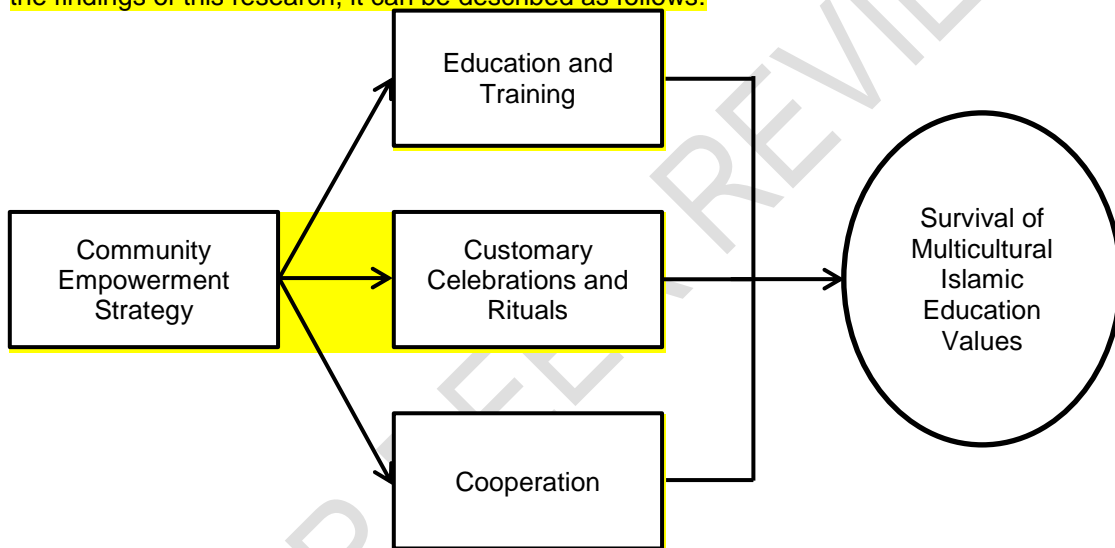 the findings of this research, it can be described as follows:
Education and
Training
Community
Empowerment
Strategy
Customary
Celebrations and
Rituals
Cooperation
Survival of
Multicultural
Islamic
Education
Values